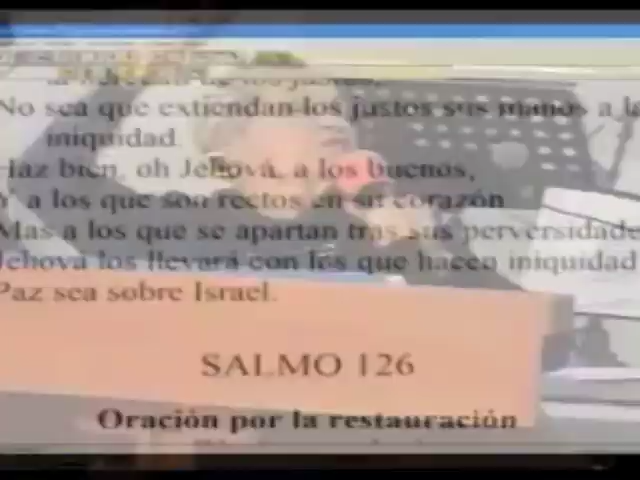 No sea que extiendan los justos sus manos a la
iniquidad.
Haz bien, oh Jehová, a los buenos,
Y a los que son rectos en su corazón
Mas a los que se apartan tras sus perversidades
Jehová los llevará con los que hacen iniquidad
Paz sea sobre Israel.
SALMO 126
Oración por la restauración